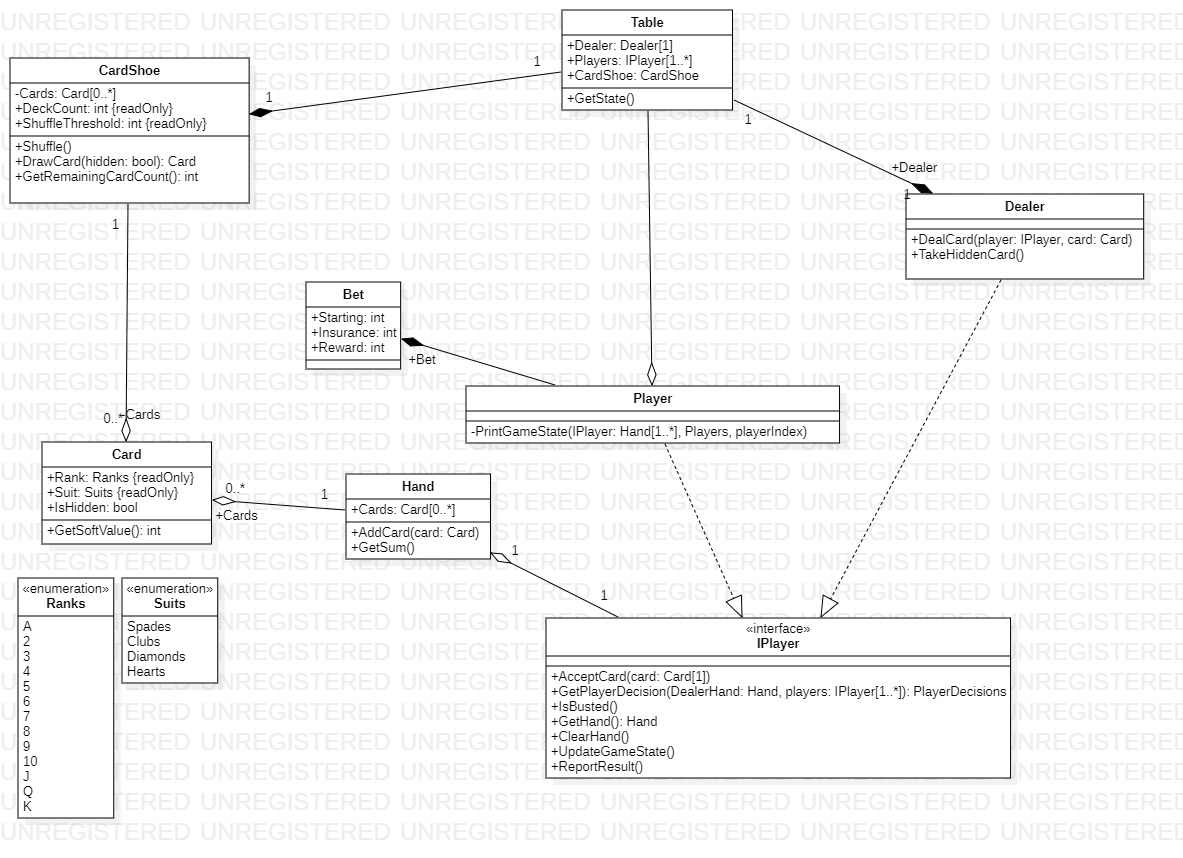 Table
+Dealer: Dealer[1]
+Players: IPlayer[1..*]
+CardShoe: CardShoe
+GetState()
1
1
CardShoe
-Cards: Card[0..*]
+DeckCount: int {readOnly}
+ShuffleThreshold: int {readOnly}
+Shuffle()
+DrawCard(hidden: bool): Card
+GetRemainingCardCount(): int
1
1
+Dealer
1
Dealer
+DealCard(player: IPlayer, card: Card)
+TakeHiddenCard()
1
Bet
+Starting: int
+Insurance: int
+Reward: int
+Bet
Player
-PrintGameState(IPlayer: Hand[1..*], Players, playerIndex)
0..*
-Cards
Card
+Rank: Ranks {readOnly}
+Suit: Suits {readOnly}
+IsHidden: bool
+GetSoftValue(): int
0..*
1
+Cards
Hand
+Cards: Card[0..*]
+AddCard(card: Card)
+GetSum()
1
1
«enumeration»
Ranks
A
2
3
4
5
6
7
8
9
10
J
Q
K
«enumeration»
Suits
Spades
Clubs
Diamonds
Hearts
«interface»
IPlayer
+AcceptCard(card: Card[1])
+GetPlayerDecision(DealerHand: Hand, players: IPlayer[1..*]): PlayerDecisions
+IsBusted()
+GetHand(): Hand
+ClearHand()
+UpdateGameState()
+ReportResult()
UNREGISTERED